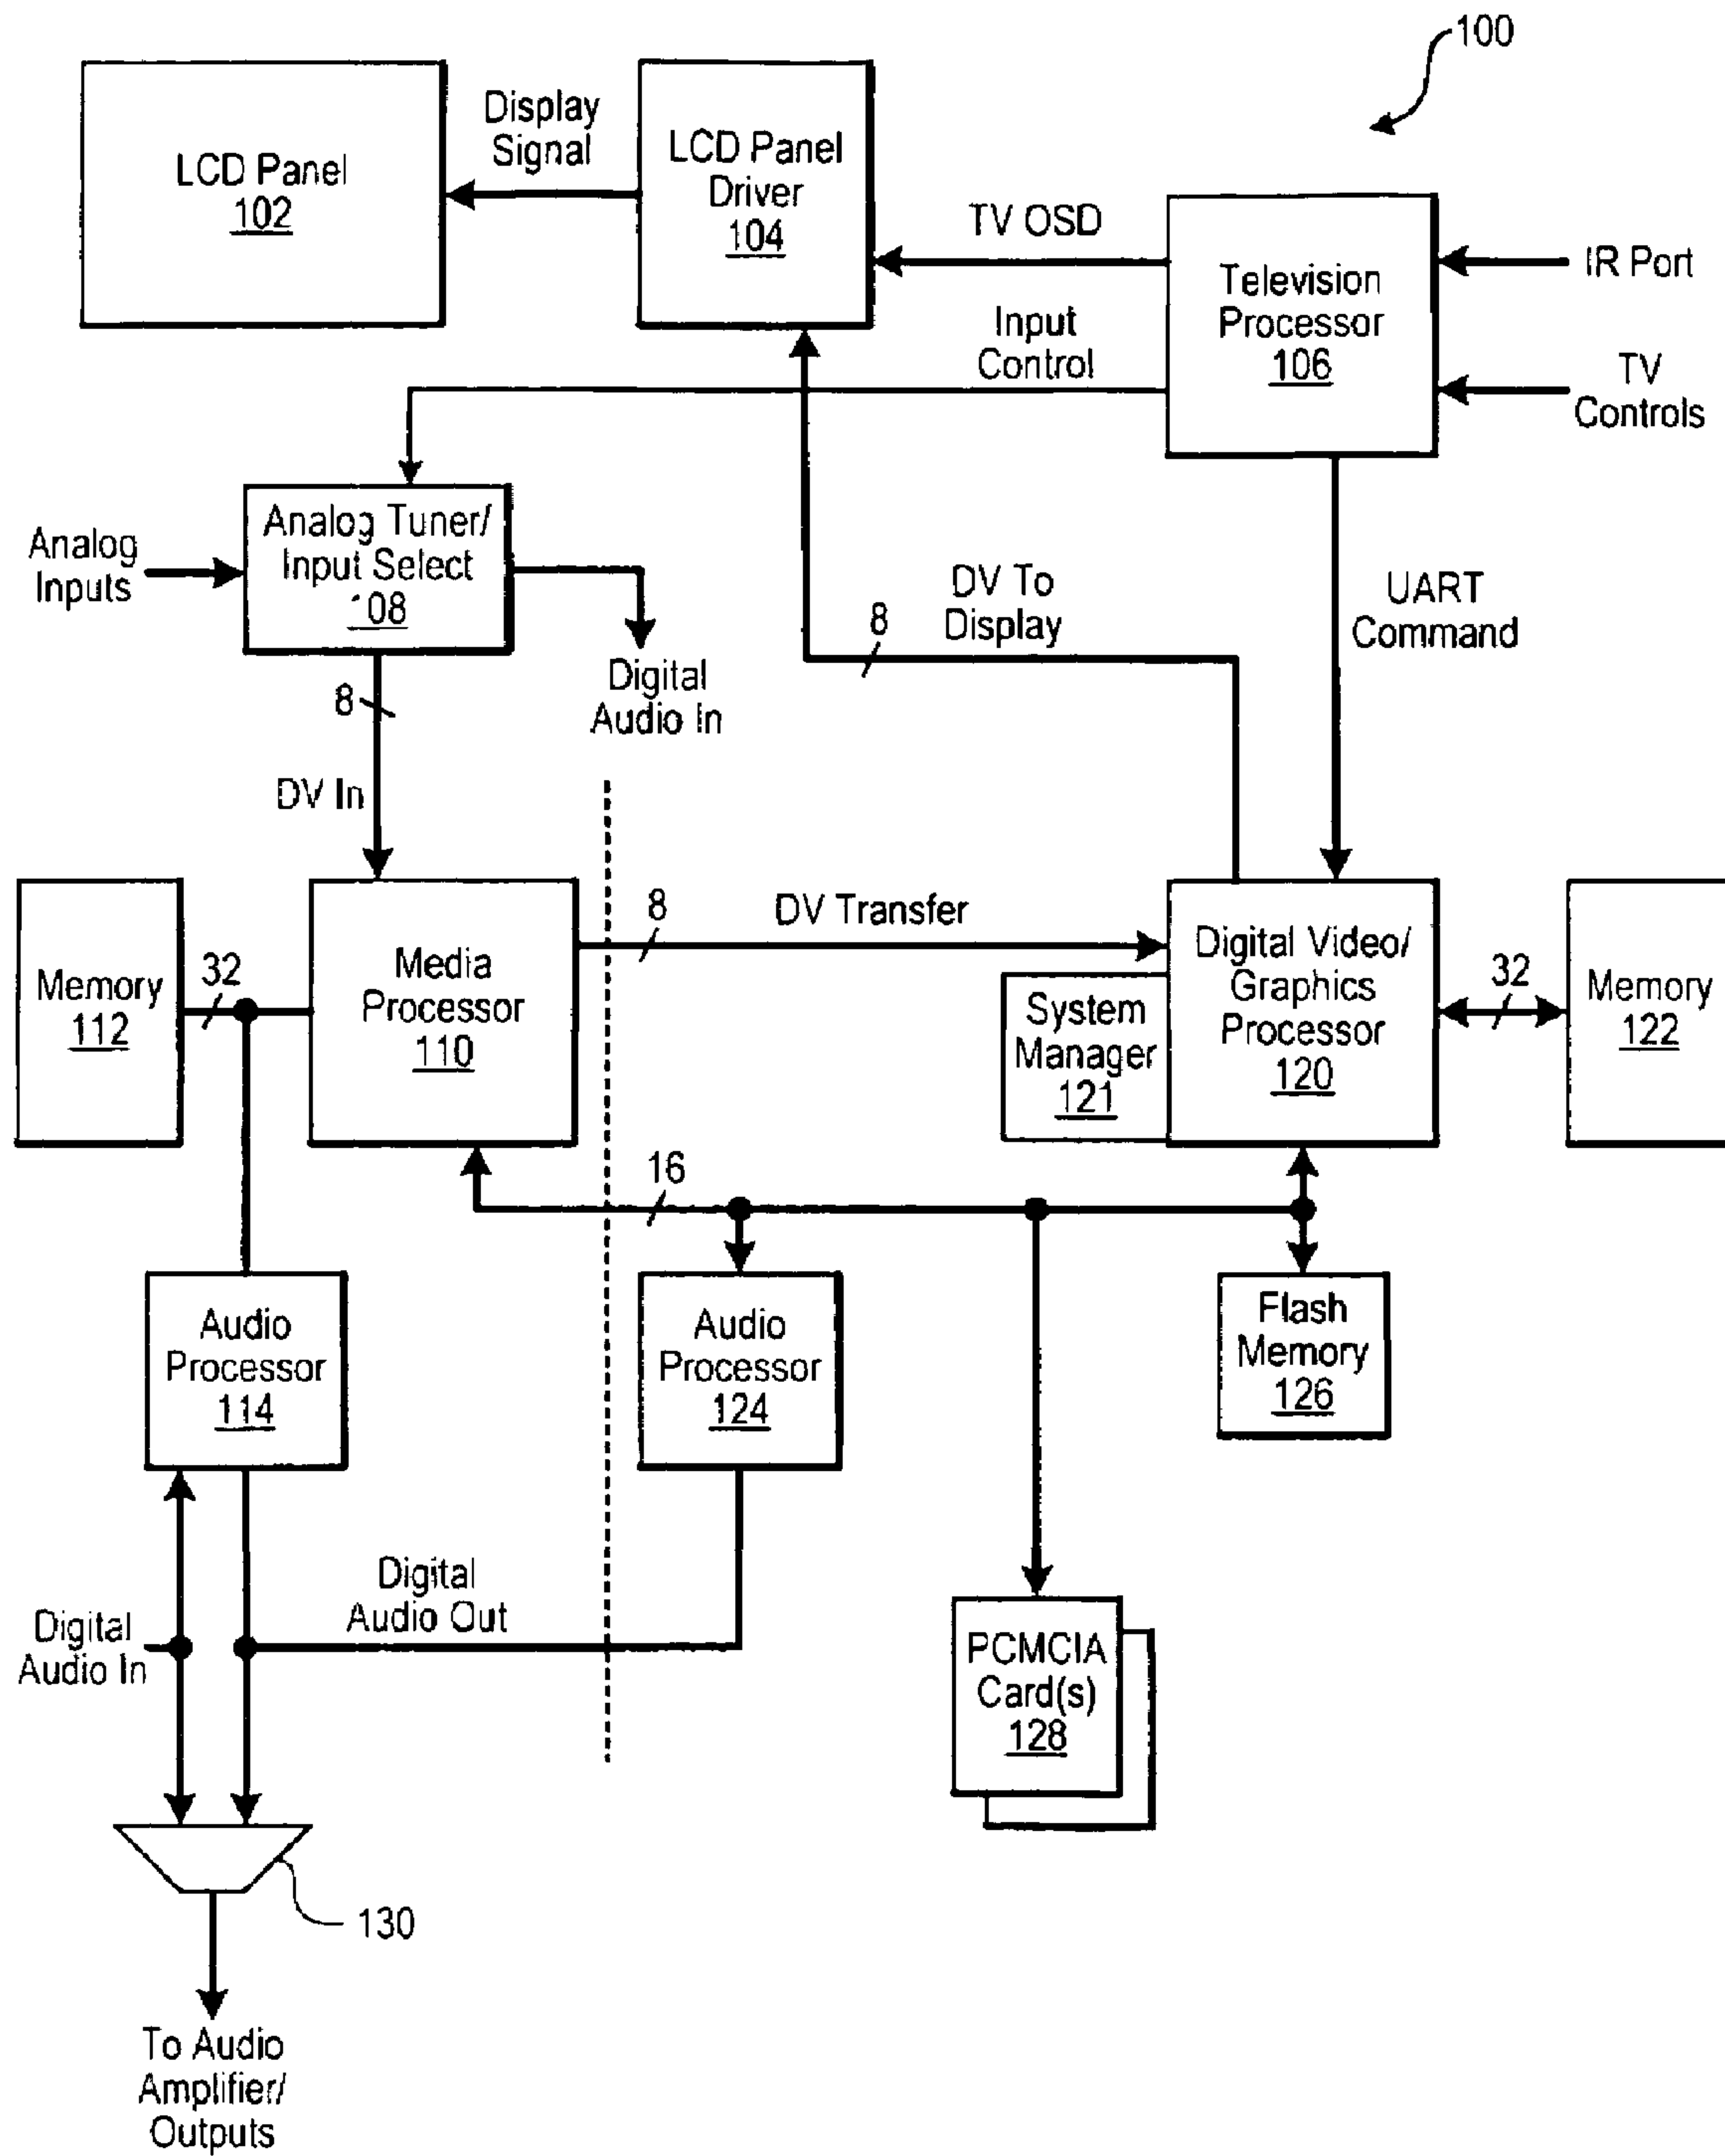 100
LCD Panel
102
Display
Signal
LCD Panel
Driver
104
TV OSD
Television
Processor
106
IR Port
TV
Controls
Input
Control
Analog
Inputs
Analog Tuner/
Input Select
108
Digital
Audio In
8
DV In
8
DV To
Display
UART
Command
Memory
112
32
Media
Processor
110
8
DV Transfer
System
Manager
121
Digital Video/
Graphics
Processor
120
32
Memory
122
16
Audio
Processor
114
Audio
Processor
124
Flash
Memory
126
Digital
Audio In
Digital
Audio Out
PCMCIA
Card(s)
128
130
To Audio
Amplifier/
Outputs